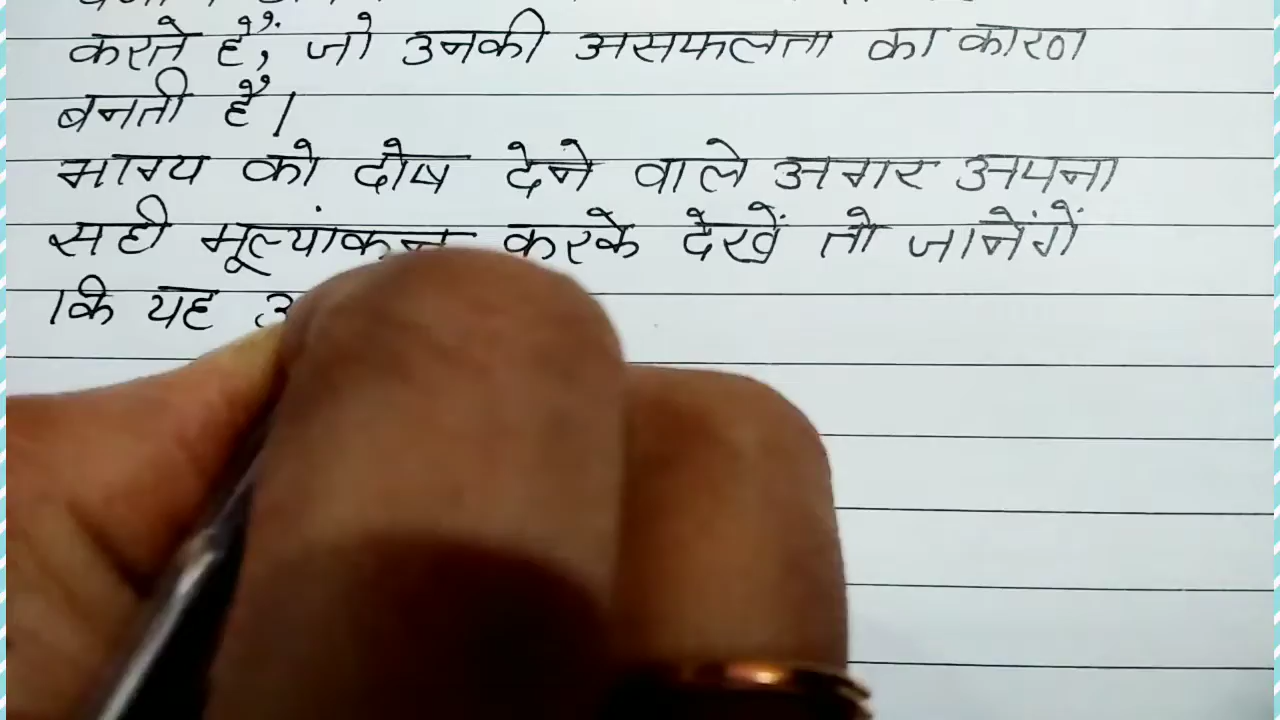 करते हैं, जो उनकी असफलता का कारण
बनती है।
भाग्य को दोष देने वाले अगर अपना
सही मूल्यांकन करके देखें तो जानेंगें
कि यह